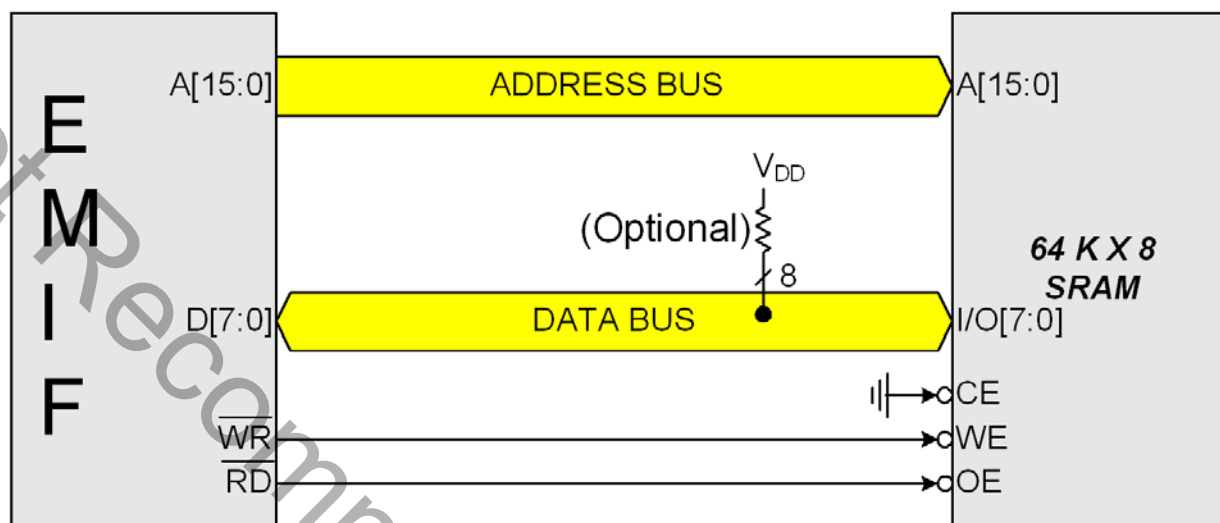 E
M
I
F
A[15:0]
ADDRESS BUS
A[15:0]
V_DD
(Optional)
8
64 K X 8
SRAM
D[7:0]
DATA BUS
I/O[7:0]
CE
WR
WE
RD
OE